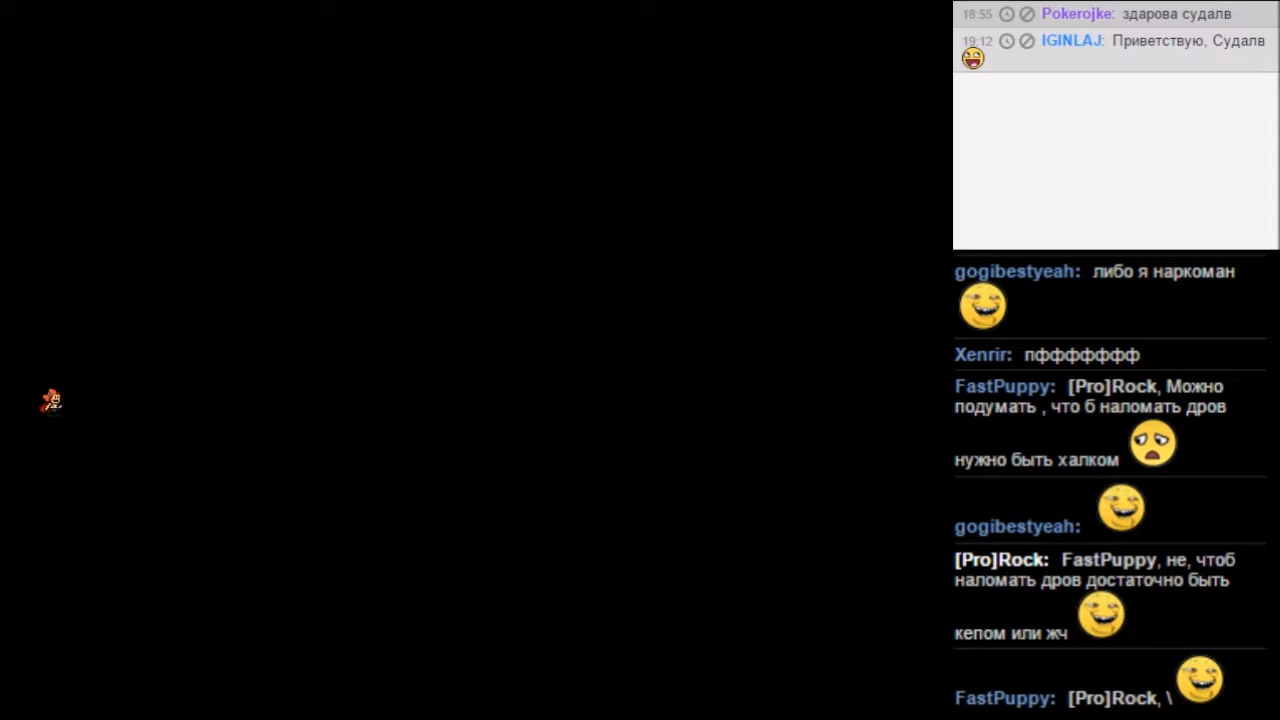 18:55 Pokerojke: здарова судалв
19:12 IGINLAJ: Приветствую, Судалв
gogibestyeah: либо я наркоман
Xenrir: пффффффф
FastPuppy: [Pro]Rock, Можно
подумать , что б наломать дров
нужно быть халком
gogibestyeah:
[Pro]Rock: FastPuppy, не, чтоб
наломать дров достаточно быть
кепом или жч
FastPuppy: [Pro]Rock, \